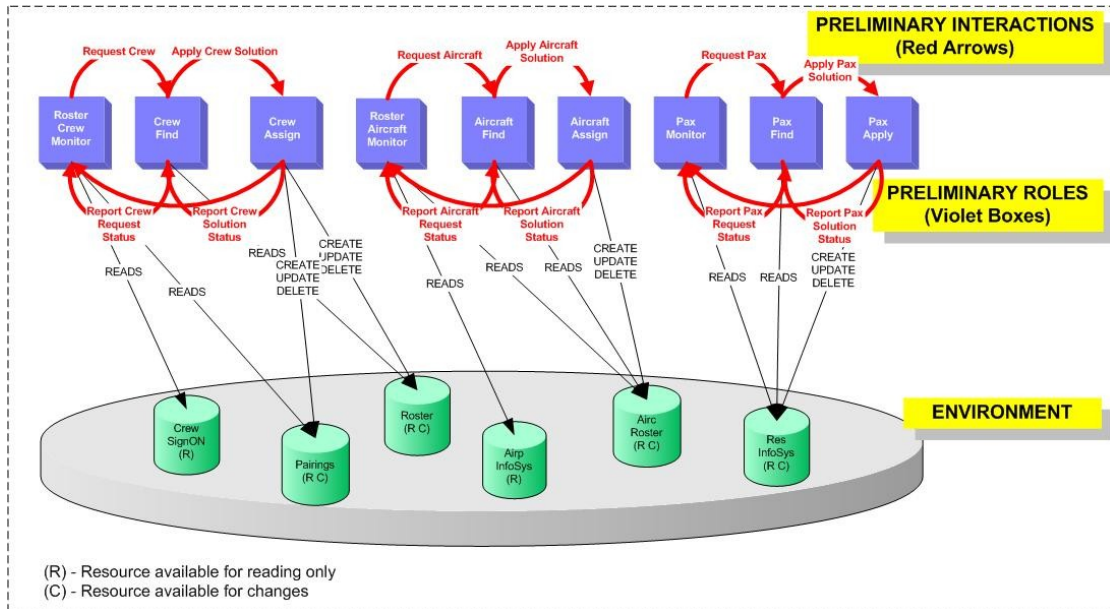 PRELIMINARY INTERACTIONS
(Red Arrows)
Request Crew
Apply Crew Solution
Request Aircraft
Apply Aircraft
Solution
Request Pax
Apply Pax
Solution
Roster
Crew
Monitor
Crew
Find
Crew
Assign
Roster
Aircraft
Monitor
Aircraft
Find
Aircraft
Assign
Pax
Monitor
Pax
Find
Pax
Apply
PRELIMINARY ROLES
(Violet Boxes)
Report Crew
Request
Status
Report Crew
Solution
Status
Report Aircraft
Request
Status
Report Aircraft
Solution
Status
Report Pax
Request
Status
Report Pax
Solution
Status
READS
READS
READS
CREATE
UPDATE
DELETE
CREATE
UPDATE
DELETE
READS
READS
READS
CREATE
UPDATE
DELETE
READS
READS
CREATE
UPDATE
DELETE
ENVIRONMENT
Crew
SignON
(R)
Pairings
(R C)
Roster
(R C)
Airp
InfoSys
(R)
Airc
Roster
(R C)
Res
InfoSys
(R C)
(R) - Resource available for reading only
(C) - Resource available for changes